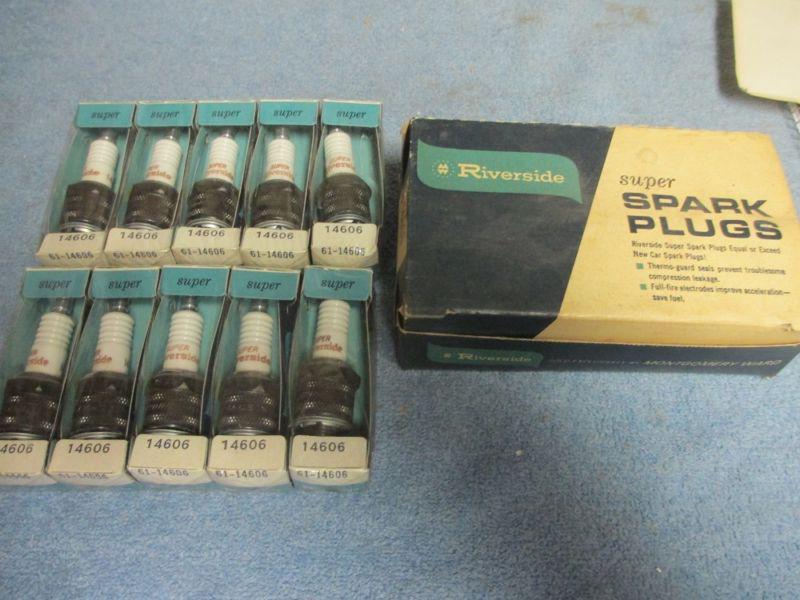 super super super super super
SUPER
Riverside
14606 14606 14606 14606 14606
61-14606 61-14606 61-14606 61-14606 61-14606
super super super super super
SUPER
Riverside
14606 14606 14606 14606 14606
61-14606 61-14606 61-14606 61-14606
Riverside
super
SPARK
PLUGS
Riverside Super Spark Plugs Equal or Exceed
New Car Spark Plugs!
Thermo-guard seals prevent troublesome
compression leakage.
Full-fire electrodes improve acceleration—
save fuel.
Riverside
MONTGOMERY WARD